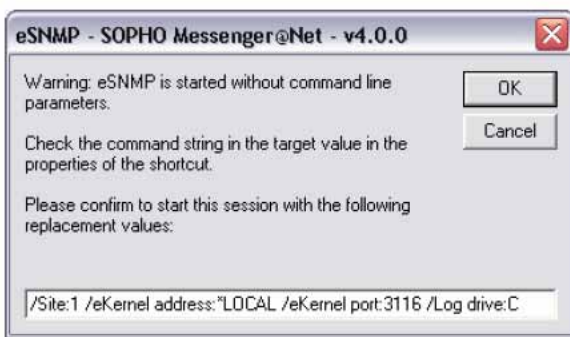 eSNMP - SOPHO Messenger@Net - v4.0.0
Warning: eSNMP is started without command line
parameters.
OK
Check the command string in the target value in the
properties of the shortcut.
Cancel
Please confirm to start this session with the following
replacement values:
/Site:1 /eKernel address:*LOCAL /eKernel port:3116 /Log drive:C